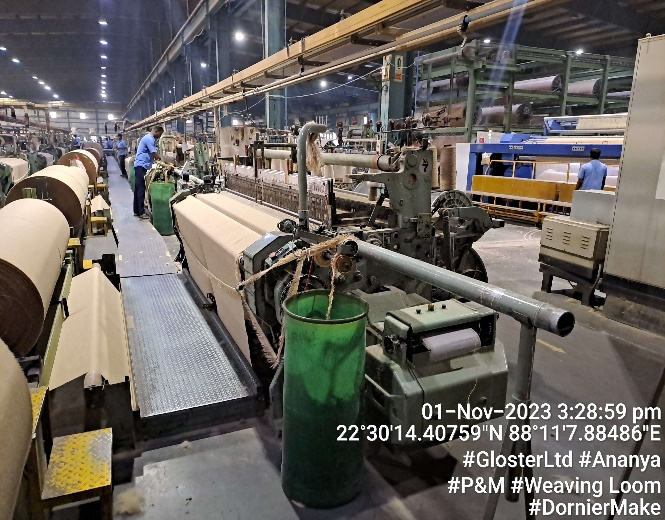 01-Nov-2023 3:28:59 pm
22°30'14.40759"N 88°11'7.88486"E
#GlosterLtd #Ananya
#P&M #Weaving Loom
#DornierMake